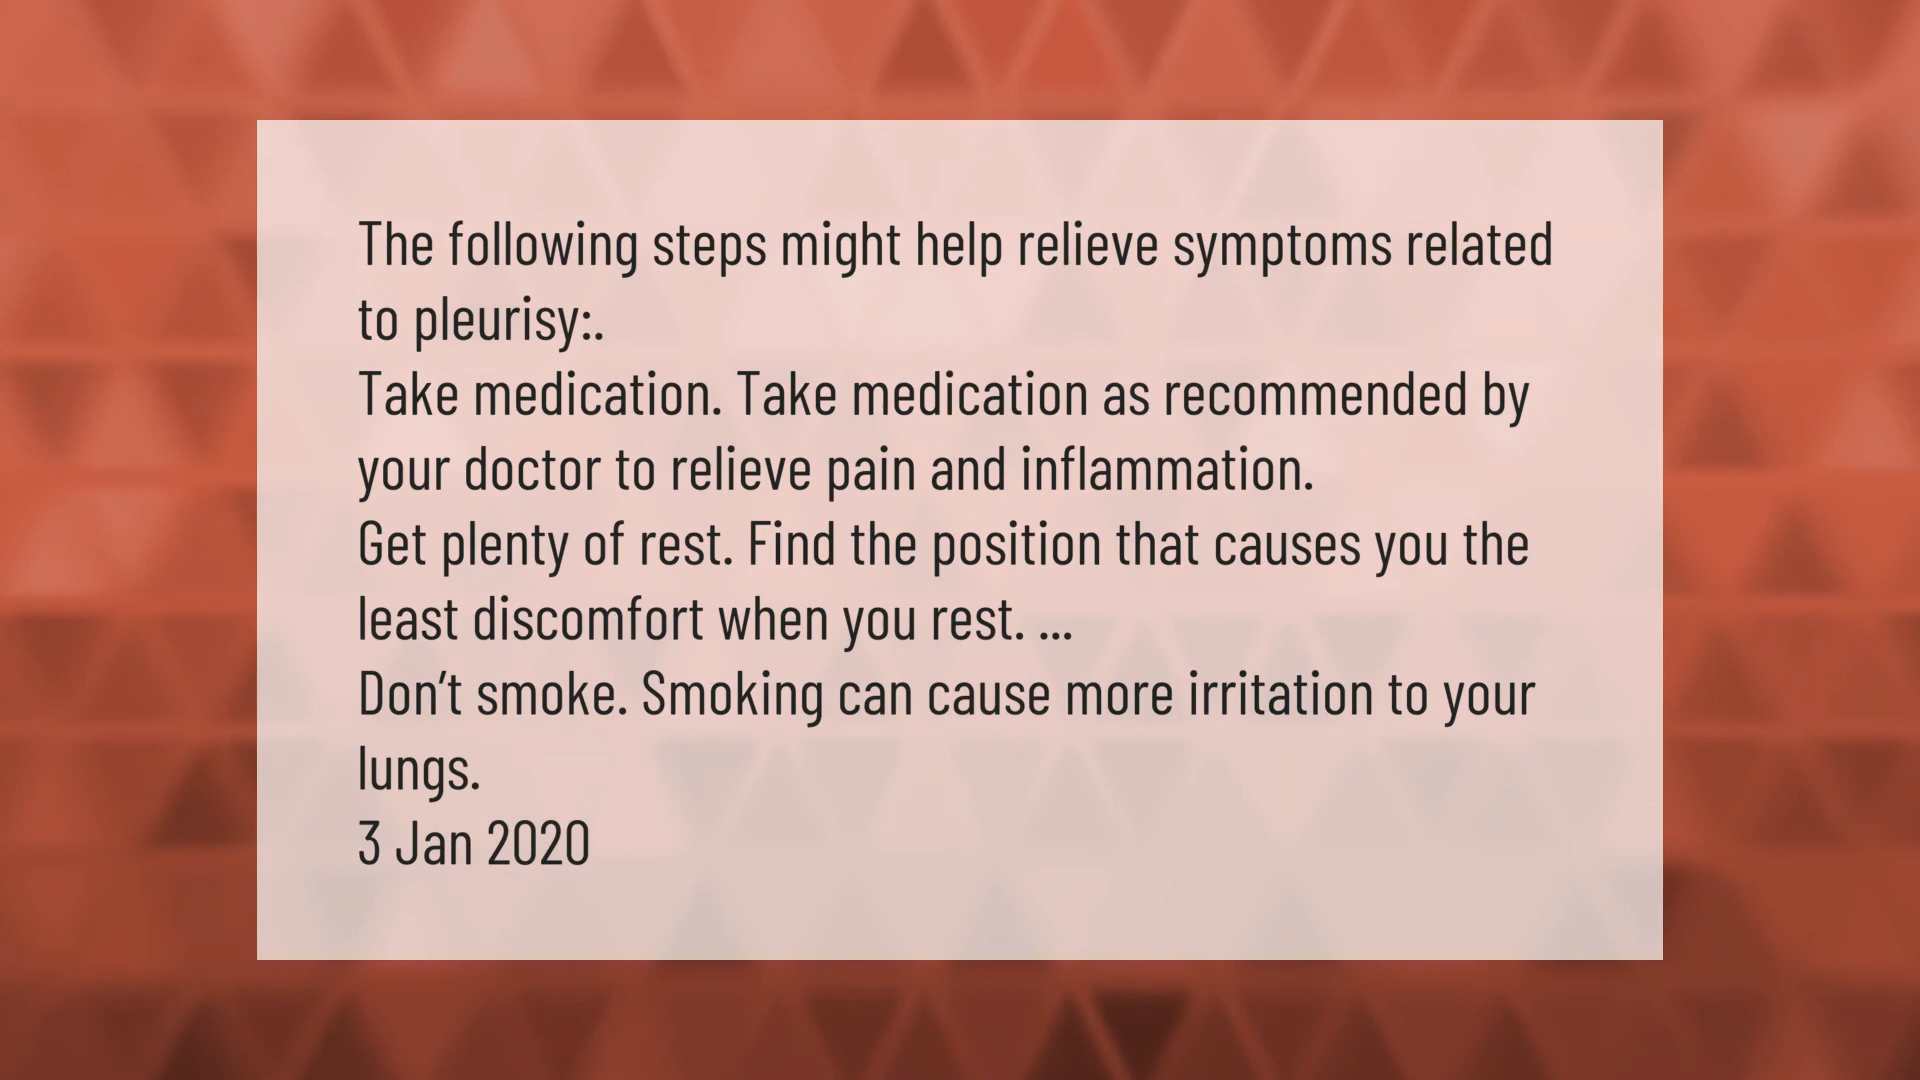 The following steps might help relieve symptoms related
to pleurisy:.
Take medication. Take medication as recommended by
your doctor to relieve pain and inflammation.
Get plenty of rest. Find the position that causes you the
least discomfort when you rest. ...
Don’t smoke. Smoking can cause more irritation to your
lungs.
3 Jan 2020